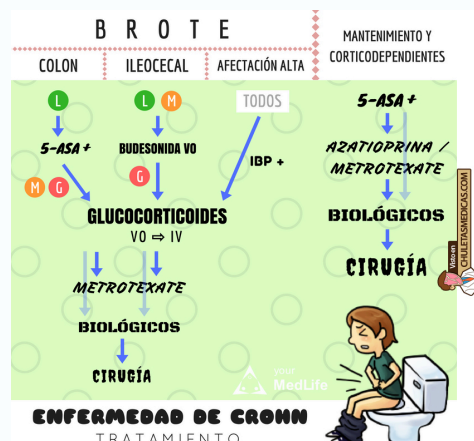 BROTE
MANTENIMIENTO Y
CORTICODEPENDIENTES
COLON
ILEOCECAL
AFECTACIÓN ALTA
L
L M
TODOS
5-ASA +
5-ASA +
BUDESONIDA VO
AZATIOPRINA /
METROTEXATE
IBP +
M G
G
GLUCOCORTICOIDES
VO ⇨ IV
BIOLÓGICOS
CIRUGÍA
METROTEXATE
BIOLÓGICOS
CIRUGÍA
Visto en
CHULETASMEDICAS.COM
your
MedLife
ENFERMEDAD DE CROHN
TRATAMIENTO